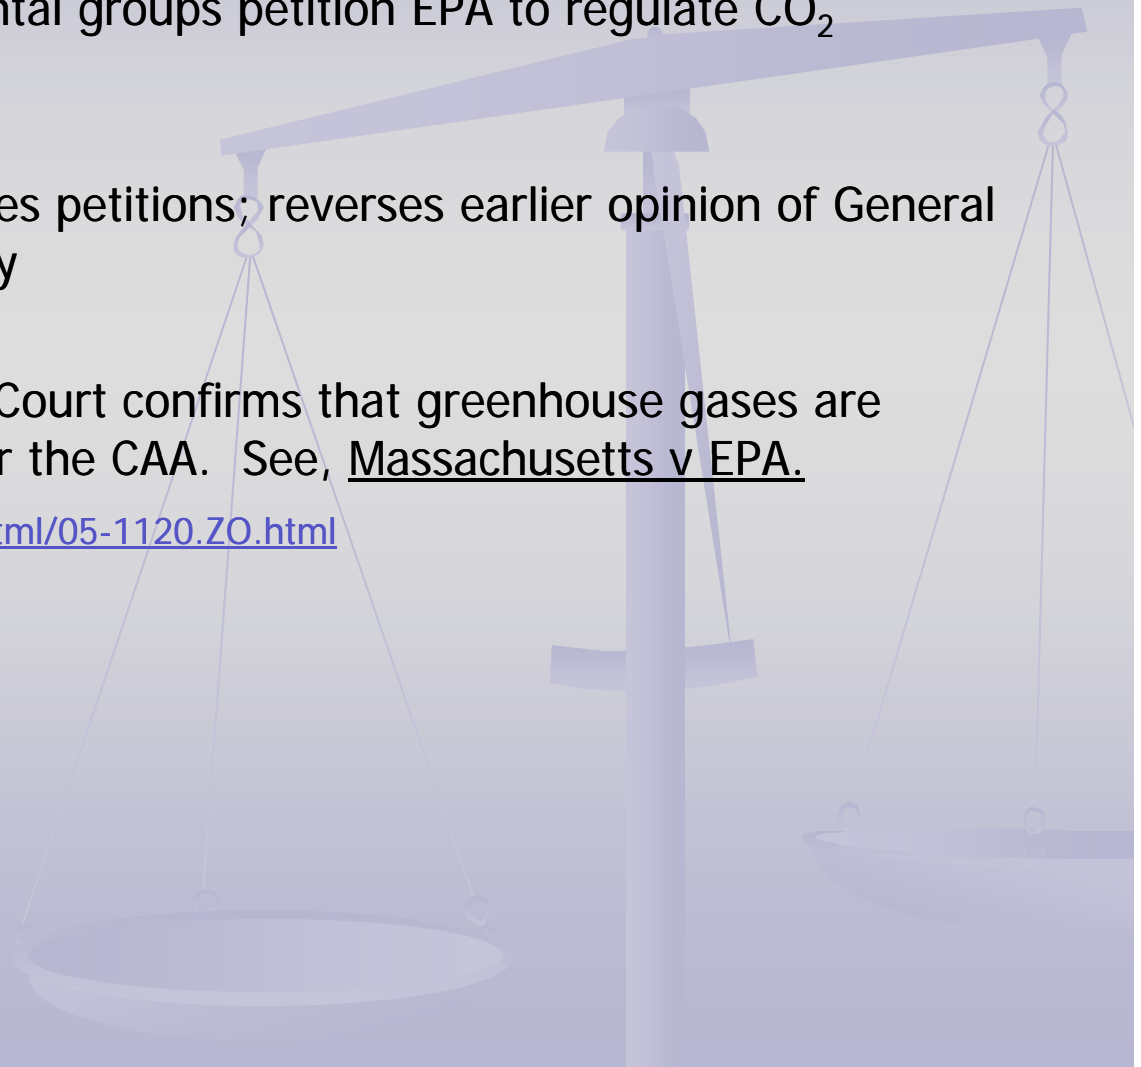 ntal groups petition EPA to regulate CO₂
es petitions; reverses earlier opinion of General
y
Court confirms that greenhouse gases are
r the CAA.  See, Massachusetts v EPA.
tml/05-1120.ZO.html